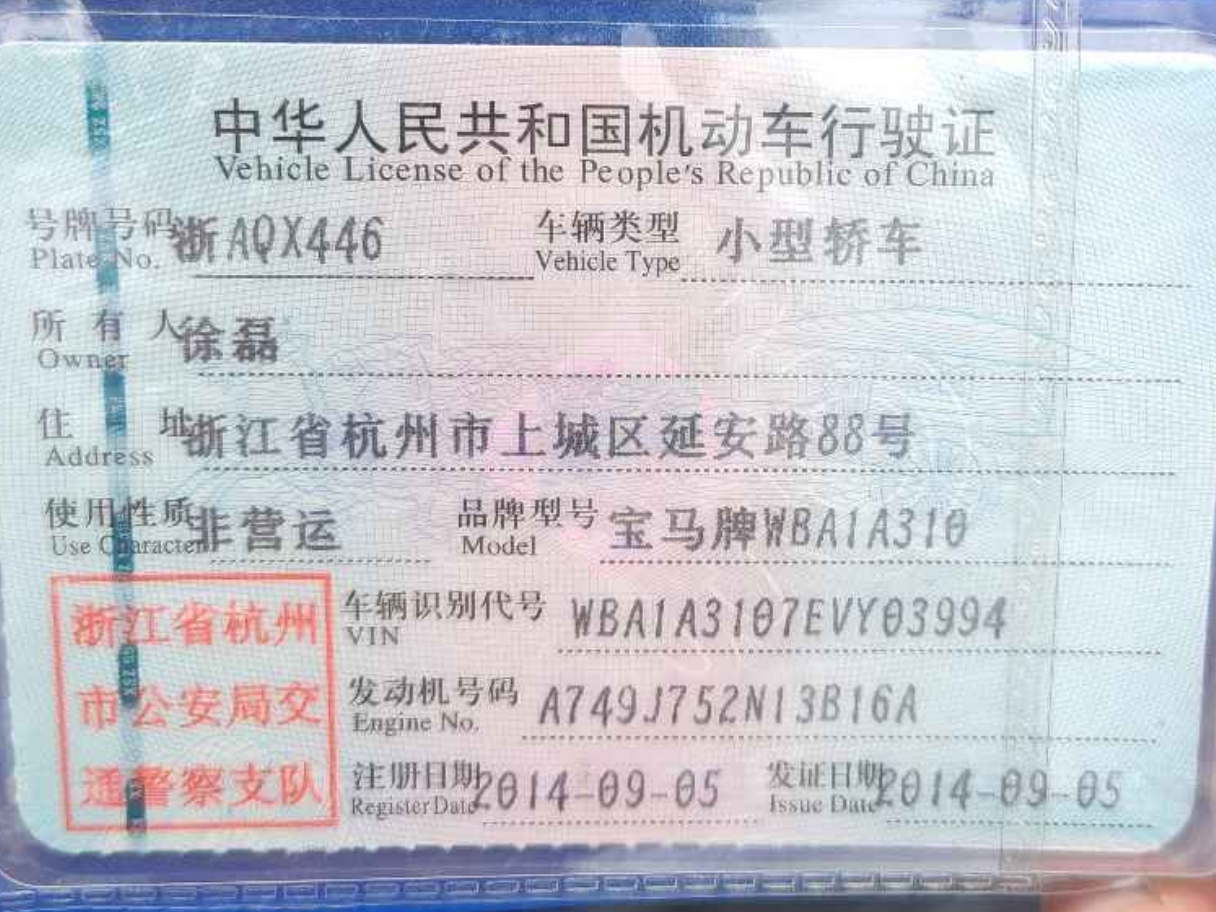 中华人民共和国机动车行驶证
Vehicle License of the People's Republic of China
号牌号码 浙AQX446 车辆类型 小型轿车
Plate No. Vehicle Type
所有人 徐磊
Owner
住址 浙江省杭州市上城区延安路88号
Address
使用性质 非营运 品牌型号 宝马牌WBA1A310
Use Character Model
浙江省杭州 车辆识别代号 WBA1A3107EVY03994
VIN
市公安局交 发动机号码 A749J752N13B16A
Engine No.
通警察支队 注册日期 2014-09-05 发证日期 2014-09-05
Register Date Issue Date